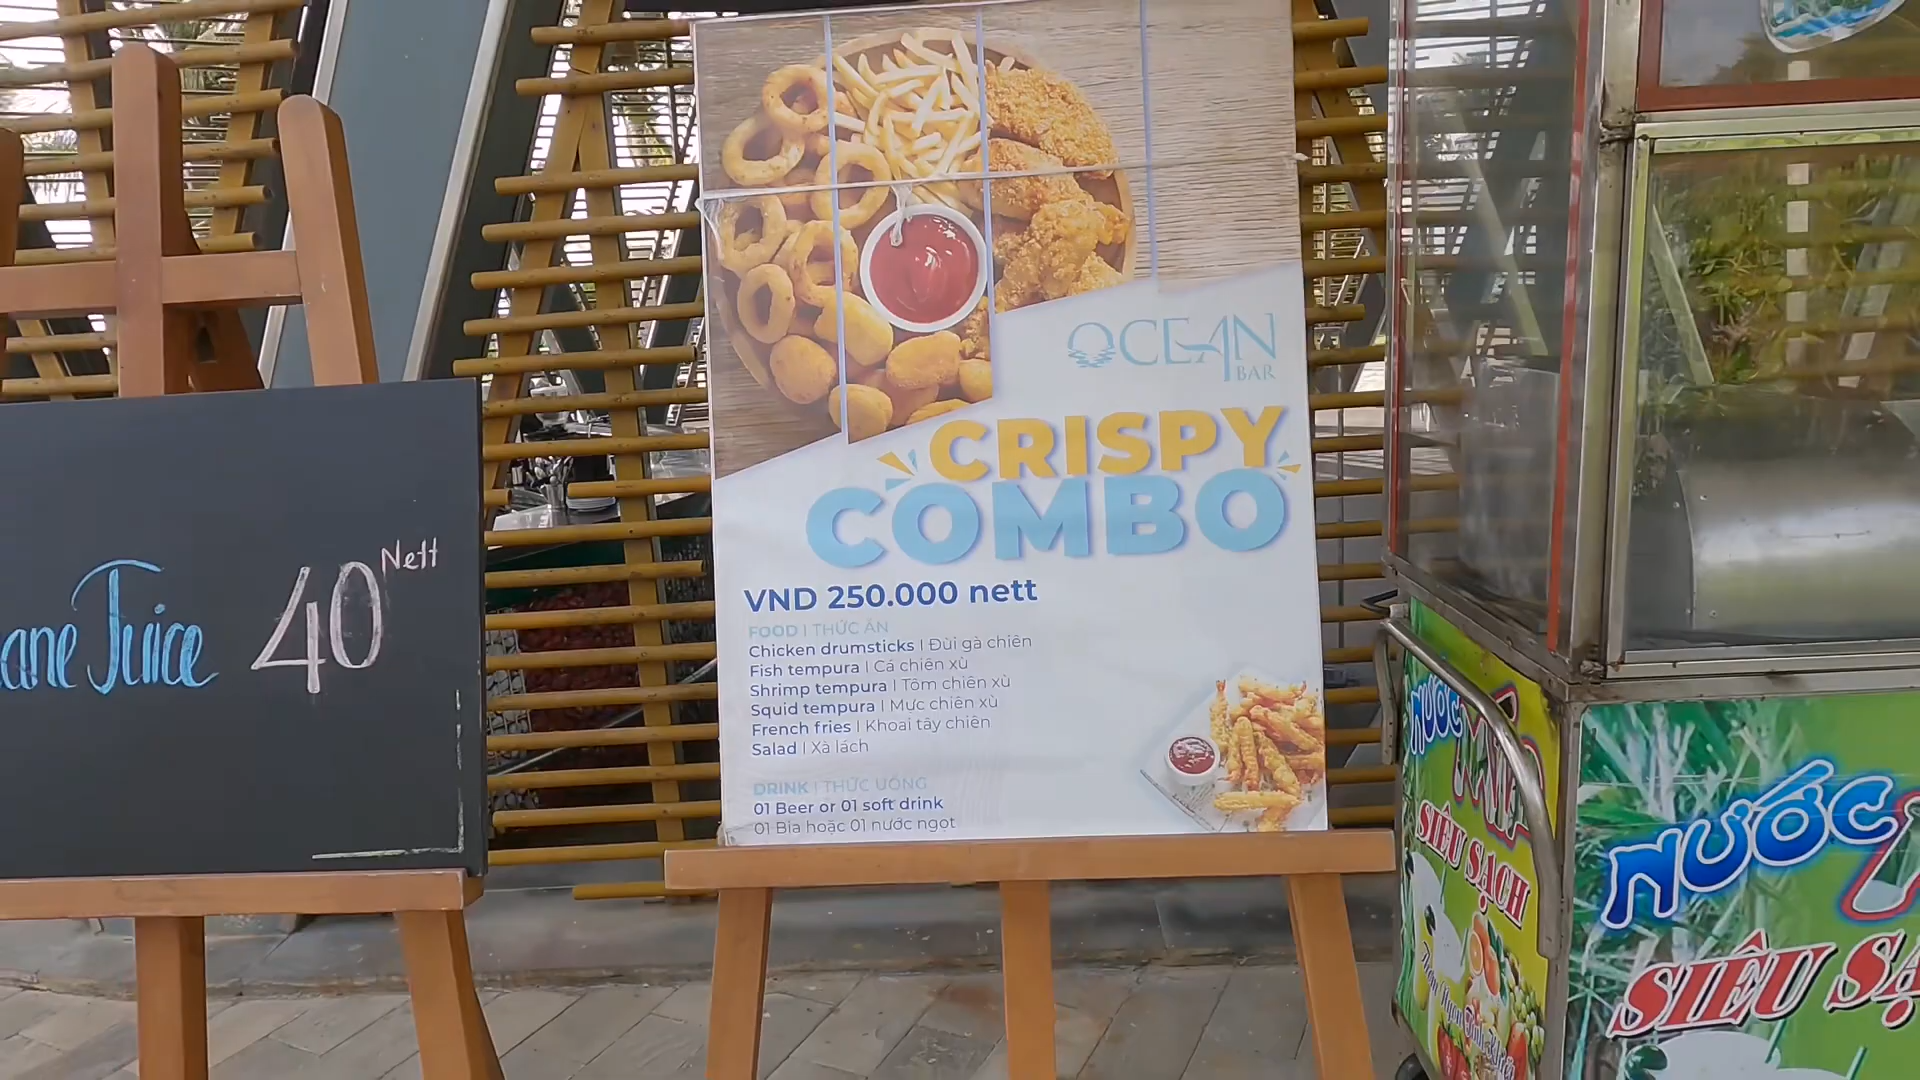 ane Juice 40 Nett
OCEAN
BAR
CRISPY
COMBO
VND 250.000 nett
FOOD | THỨC ĂN
Chicken drumsticks | Đùi gà chiên
Fish tempura | Cá chiên xù
Shrimp tempura | Tôm chiên xù
Squid tempura | Mực chiên xù
French fries | Khoai tây chiên
Salad | Xà lách
DRINK | THỨC UỐNG
01 Beer or 01 soft drink
01 Bia hoặc 01 nước ngọt
NƯỚC
SIÊU SẠCH
NƯỚC
SIÊU SẠ